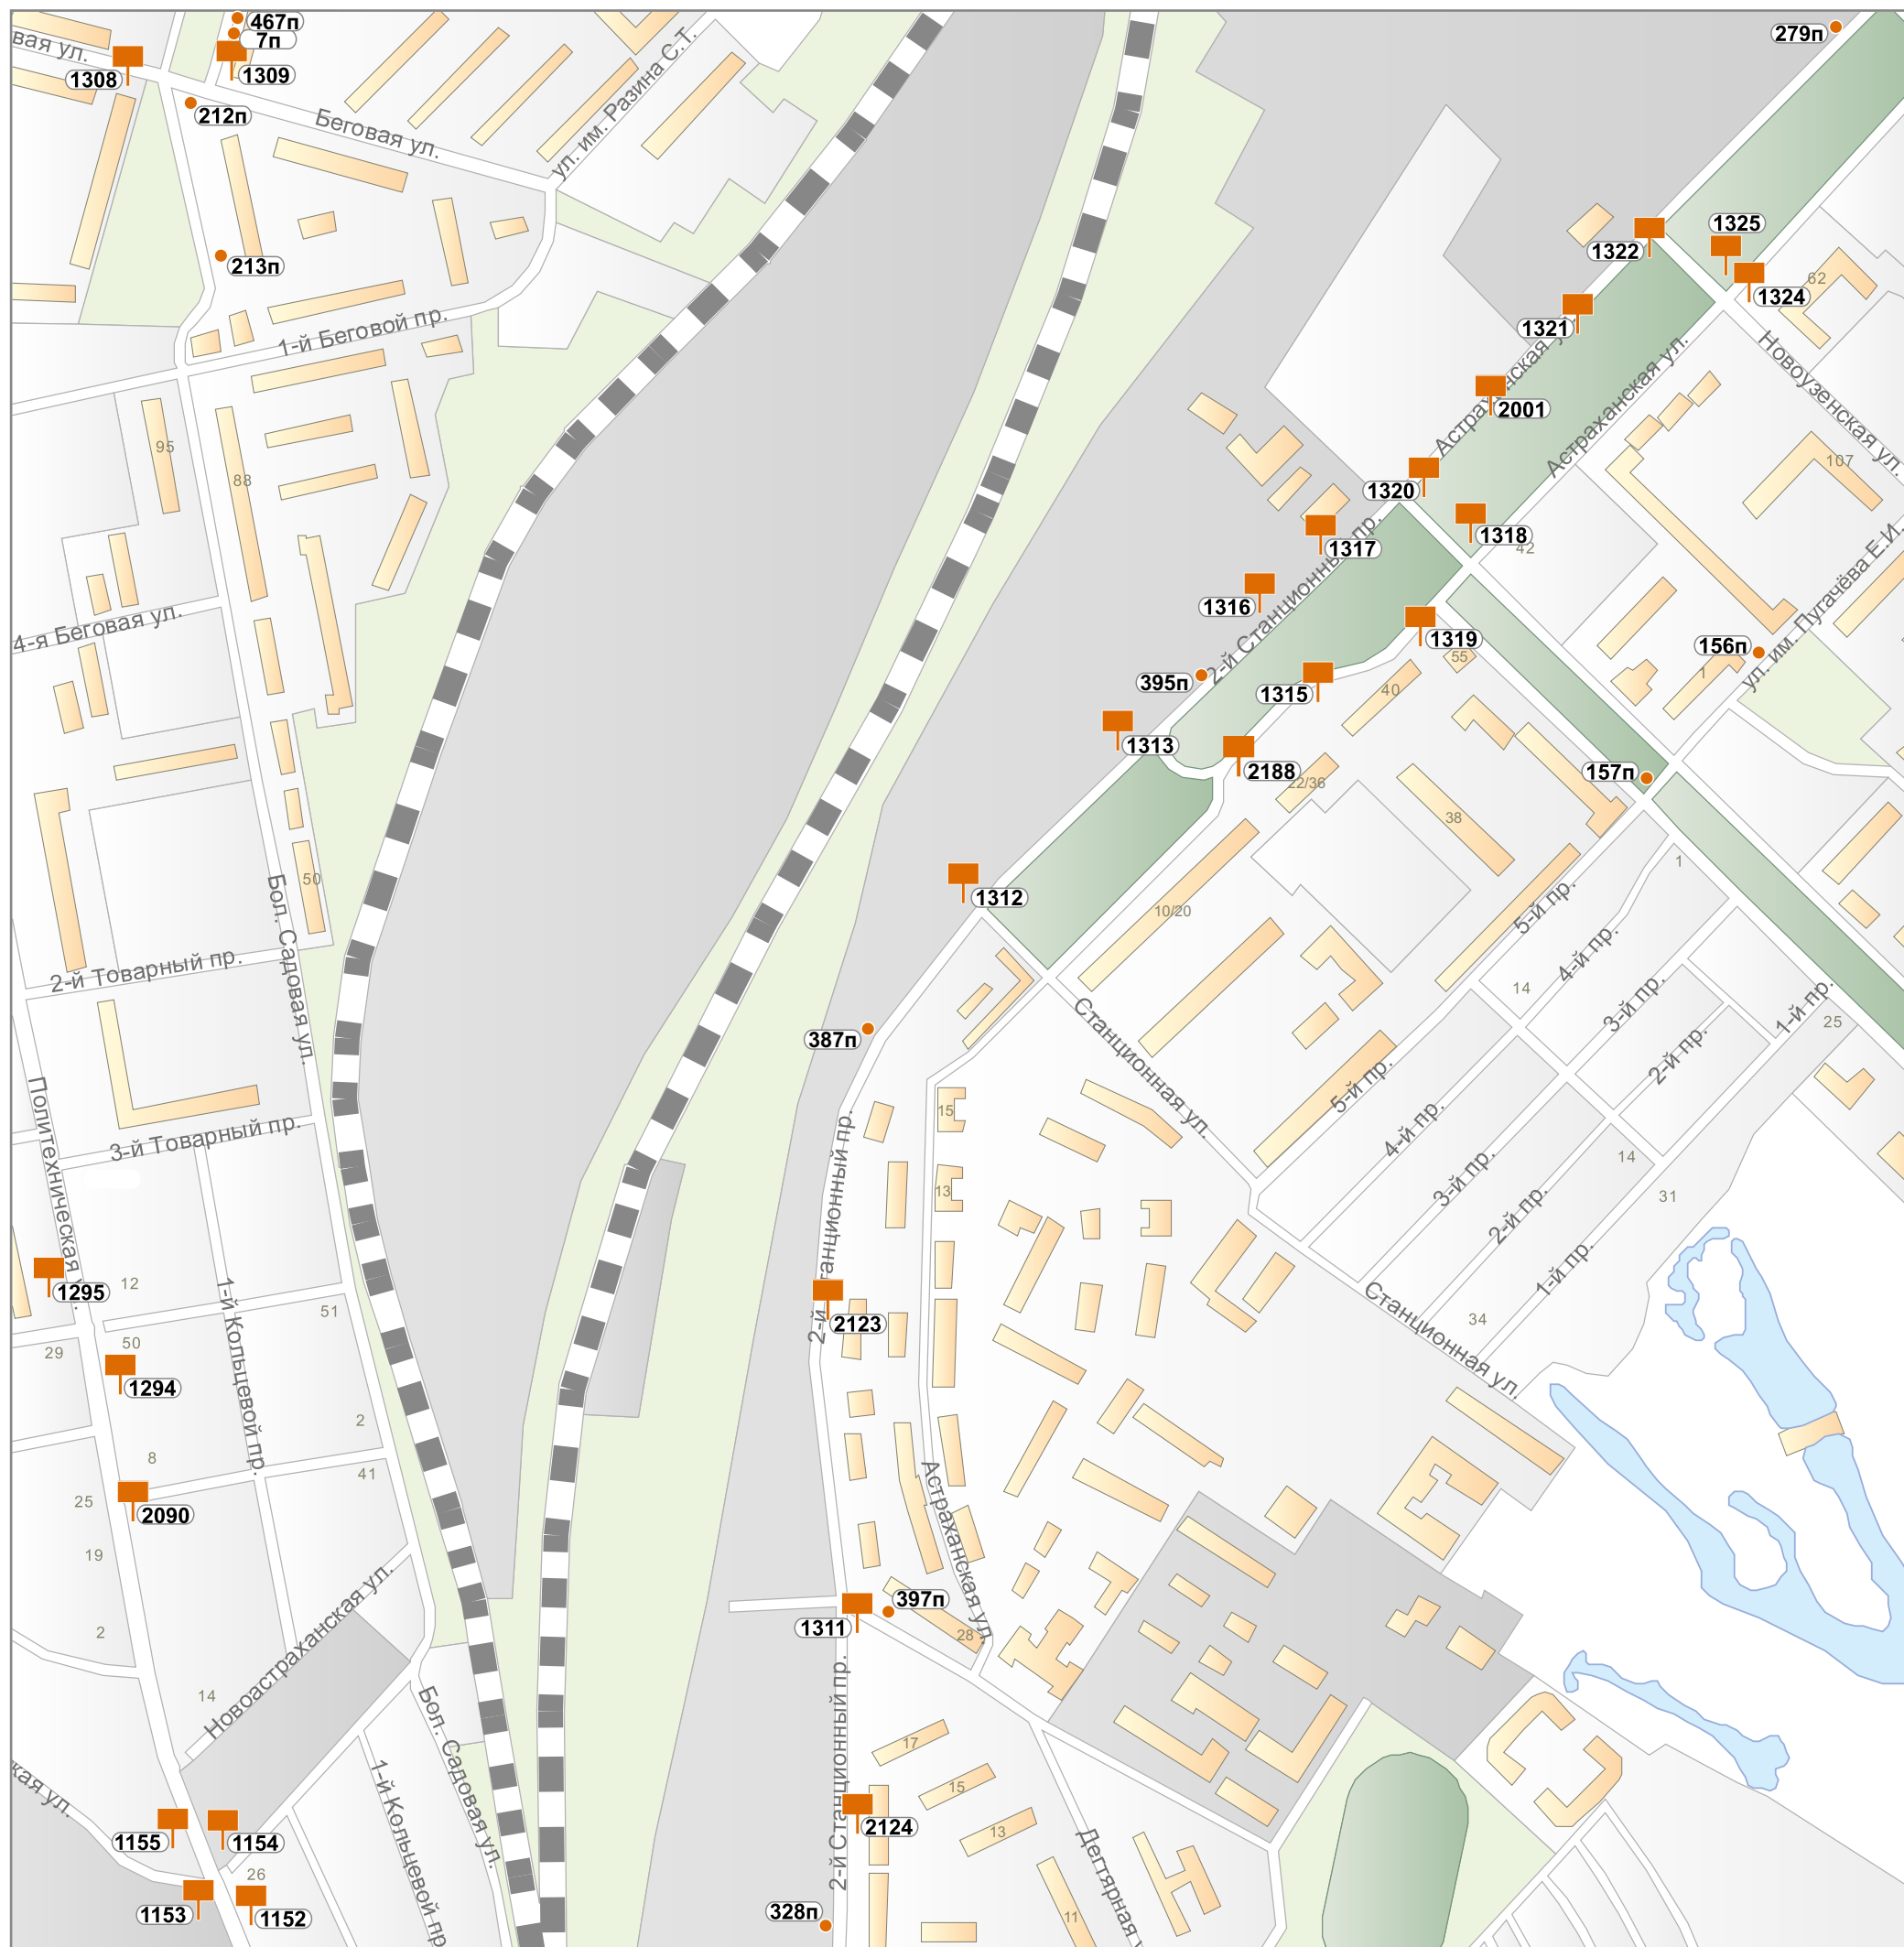 467п
7п
279п
вая ул.
1308
1309
212п
Беговая ул.
ул. им. Разина С.Т.
1325
1322
213п
62
1324
1-й Беговой пр.
1321
Новоузенская ул.
Астраханская ул.
2001
95
88
107
1320
1318
42
1317
2-й Станционный пр.
1316
4-я Беговая ул.
1319
55
156п
1
ул. им. Пугачёва Е.И.
395п
1315
40
1313
2188
22/36
157п
38
1
50
1312
10/20
5-й пр.
4-й пр.
Бол. Садовая ул.
2-й Товарный пр.
14
3-й пр.
1-й пр.
25
387п
Станционная ул.
2-й пр.
5-й пр.
15
4-й пр.
Политехническая
3-й Товарный пр.
14
3-й пр.
13
31
2-й пр.
1295
12
1-й пр.
51
2123
34
50
29
1294
Станционная ул.
1-й Кольцевой пр.
2
8
41
25
2090
Астраханская ул.
19
397п
1311
28
2
Новоастраханская ул.
14
Бол. Садовая ул.
2-й Станционный пр.
17
15
кая ул.
1-й Кольцевой пр
2124
13
1155
1154
Дегтярная
26
1153
1152
328п
11